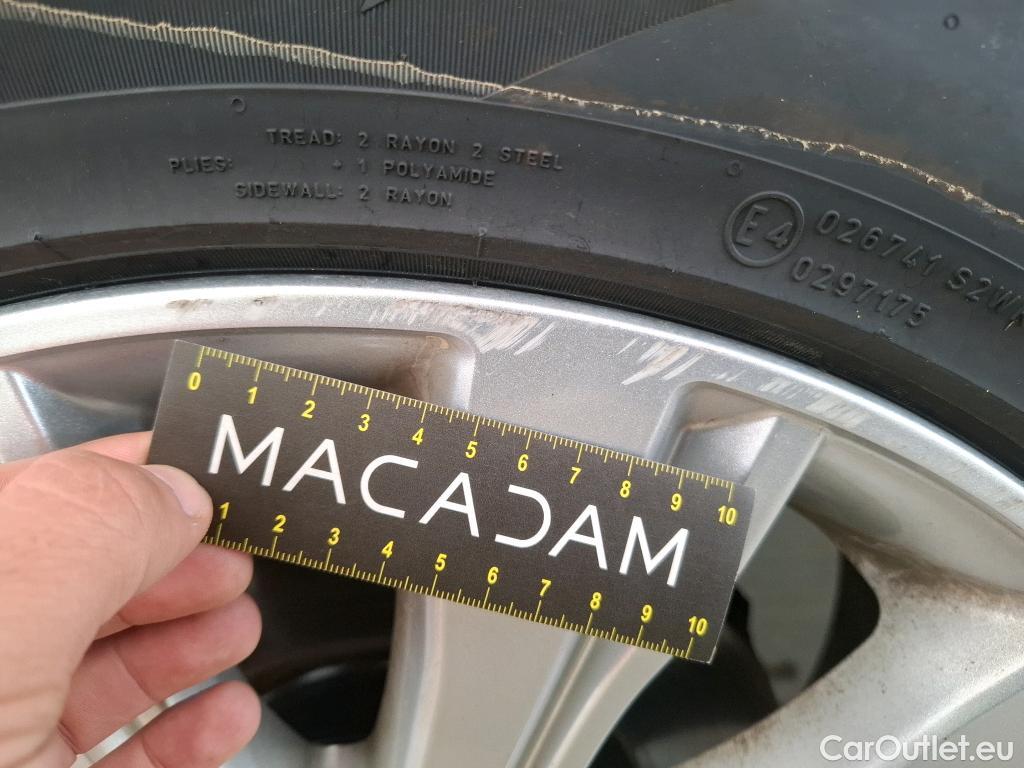 TREAD: 2 RAYON 2 STEEL
PLIES: + 1 POLYAMIDE
SIDEWALL: 2 RAYON
E4
026741 S2W
0297175
0 1 2 3 4 5 6 7 8 9 10
MACADAM
1 2 3 4 5 6 7 8 9 10
CarOutlet.eu